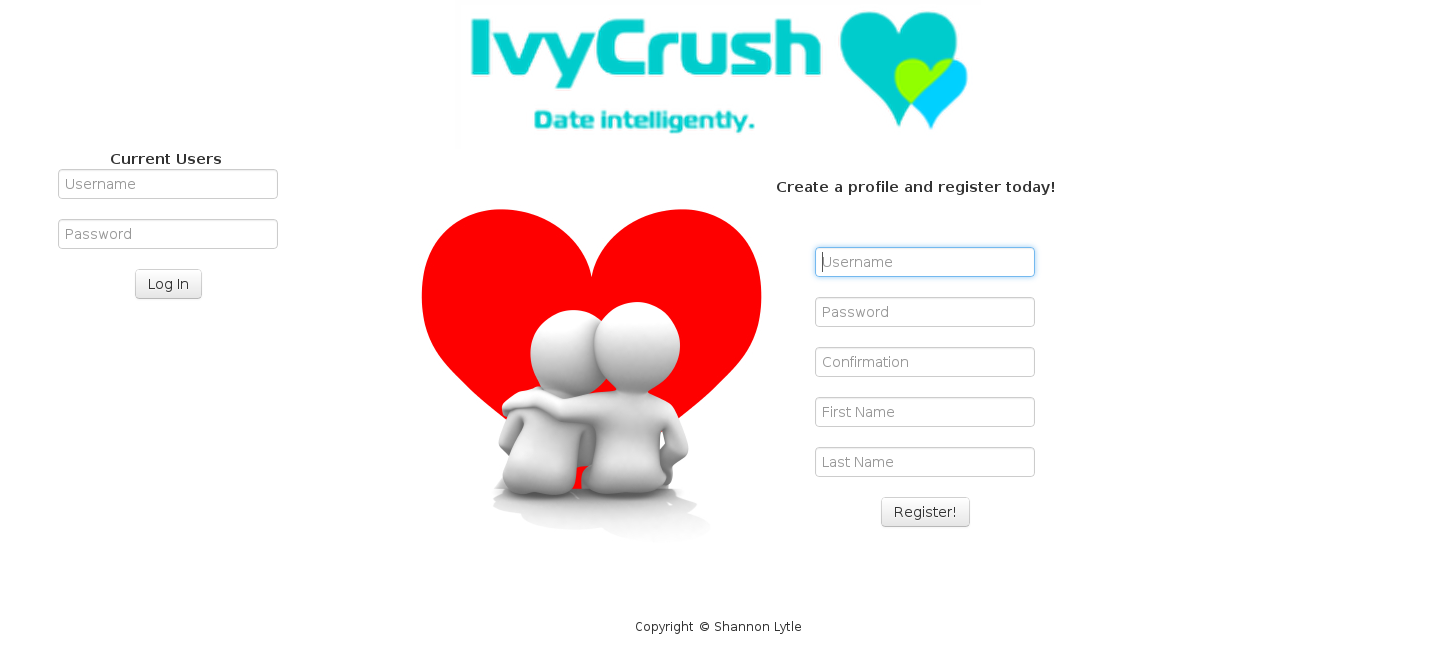 IvyCrush
Date intelligently.
Current Users
Username
Password
Log In
Create a profile and register today!
Username
Password
Confirmation
First Name
Last Name
Register!
Copyright © Shannon Lytle